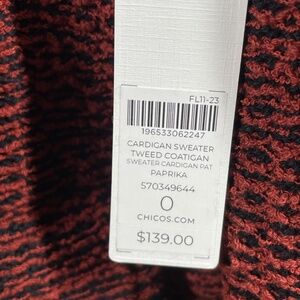 FL11-23
196533062247
CARDIGAN SWEATER
TWEED COATIGAN
SWEATER CARDIGAN PAT
PAPRIKA
570349644
0
CHICOS.COM
$139.00